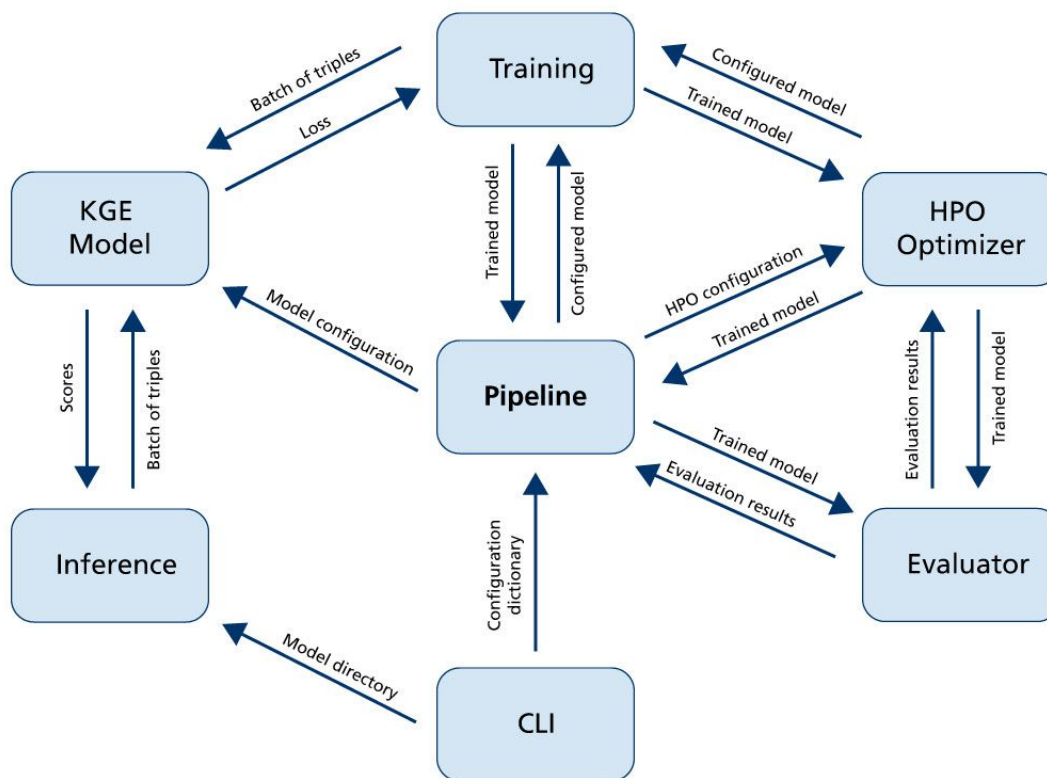 Training
Batch of triples
Loss
Configured model
Trained model
KGE
Model
Trained model
Configured model
HPO
Optimizer
Model configuration
HPO configuration
Trained model
Pipeline
Scores
Batch of triples
Evaluation results
Trained model
Trained model
Evaluation results
Inference
Configuration
dictionary
Evaluator
Model directory
CLI